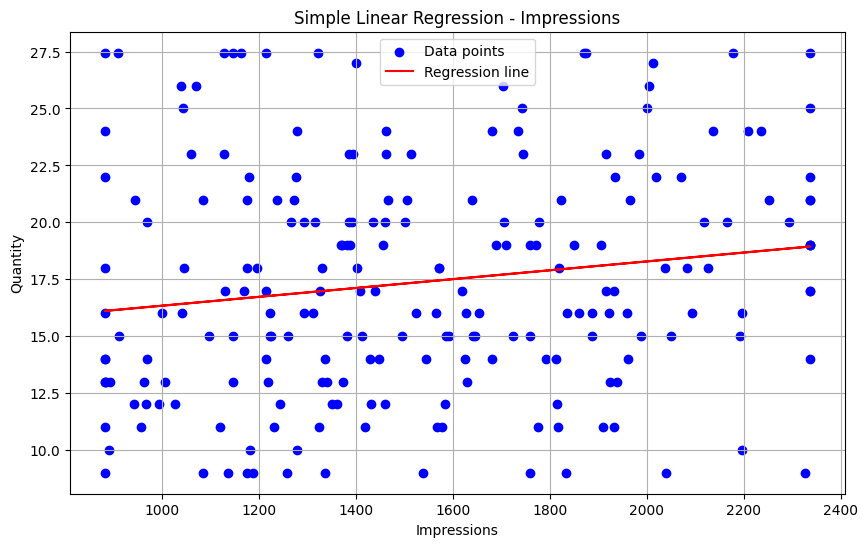 Simple Linear Regression - Impressions
Data points
Regression line
27.5
25.0
22.5
20.0
17.5
15.0
12.5
10.0
Quantity
1000 1200 1400 1600 1800 2000 2200 2400
Impressions